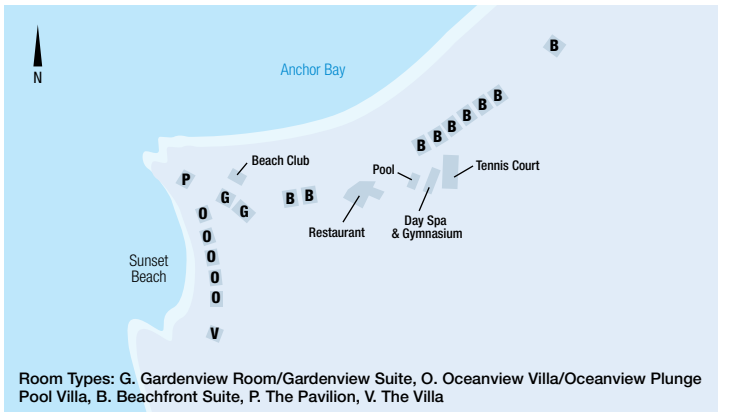 B
Anchor Bay
N
B
B
B
B
B
B
Beach Club
Pool
Tennis Court
P
G
B B
G
O
Restaurant
Day Spa
& Gymnasium
O
Sunset
Beach
O
O
O
V
Room Types: G. Gardenview Room/Gardenview Suite, O. Oceanview Villa/Oceanview Plunge
Pool Villa, B. Beachfront Suite, P. The Pavilion, V. The Villa